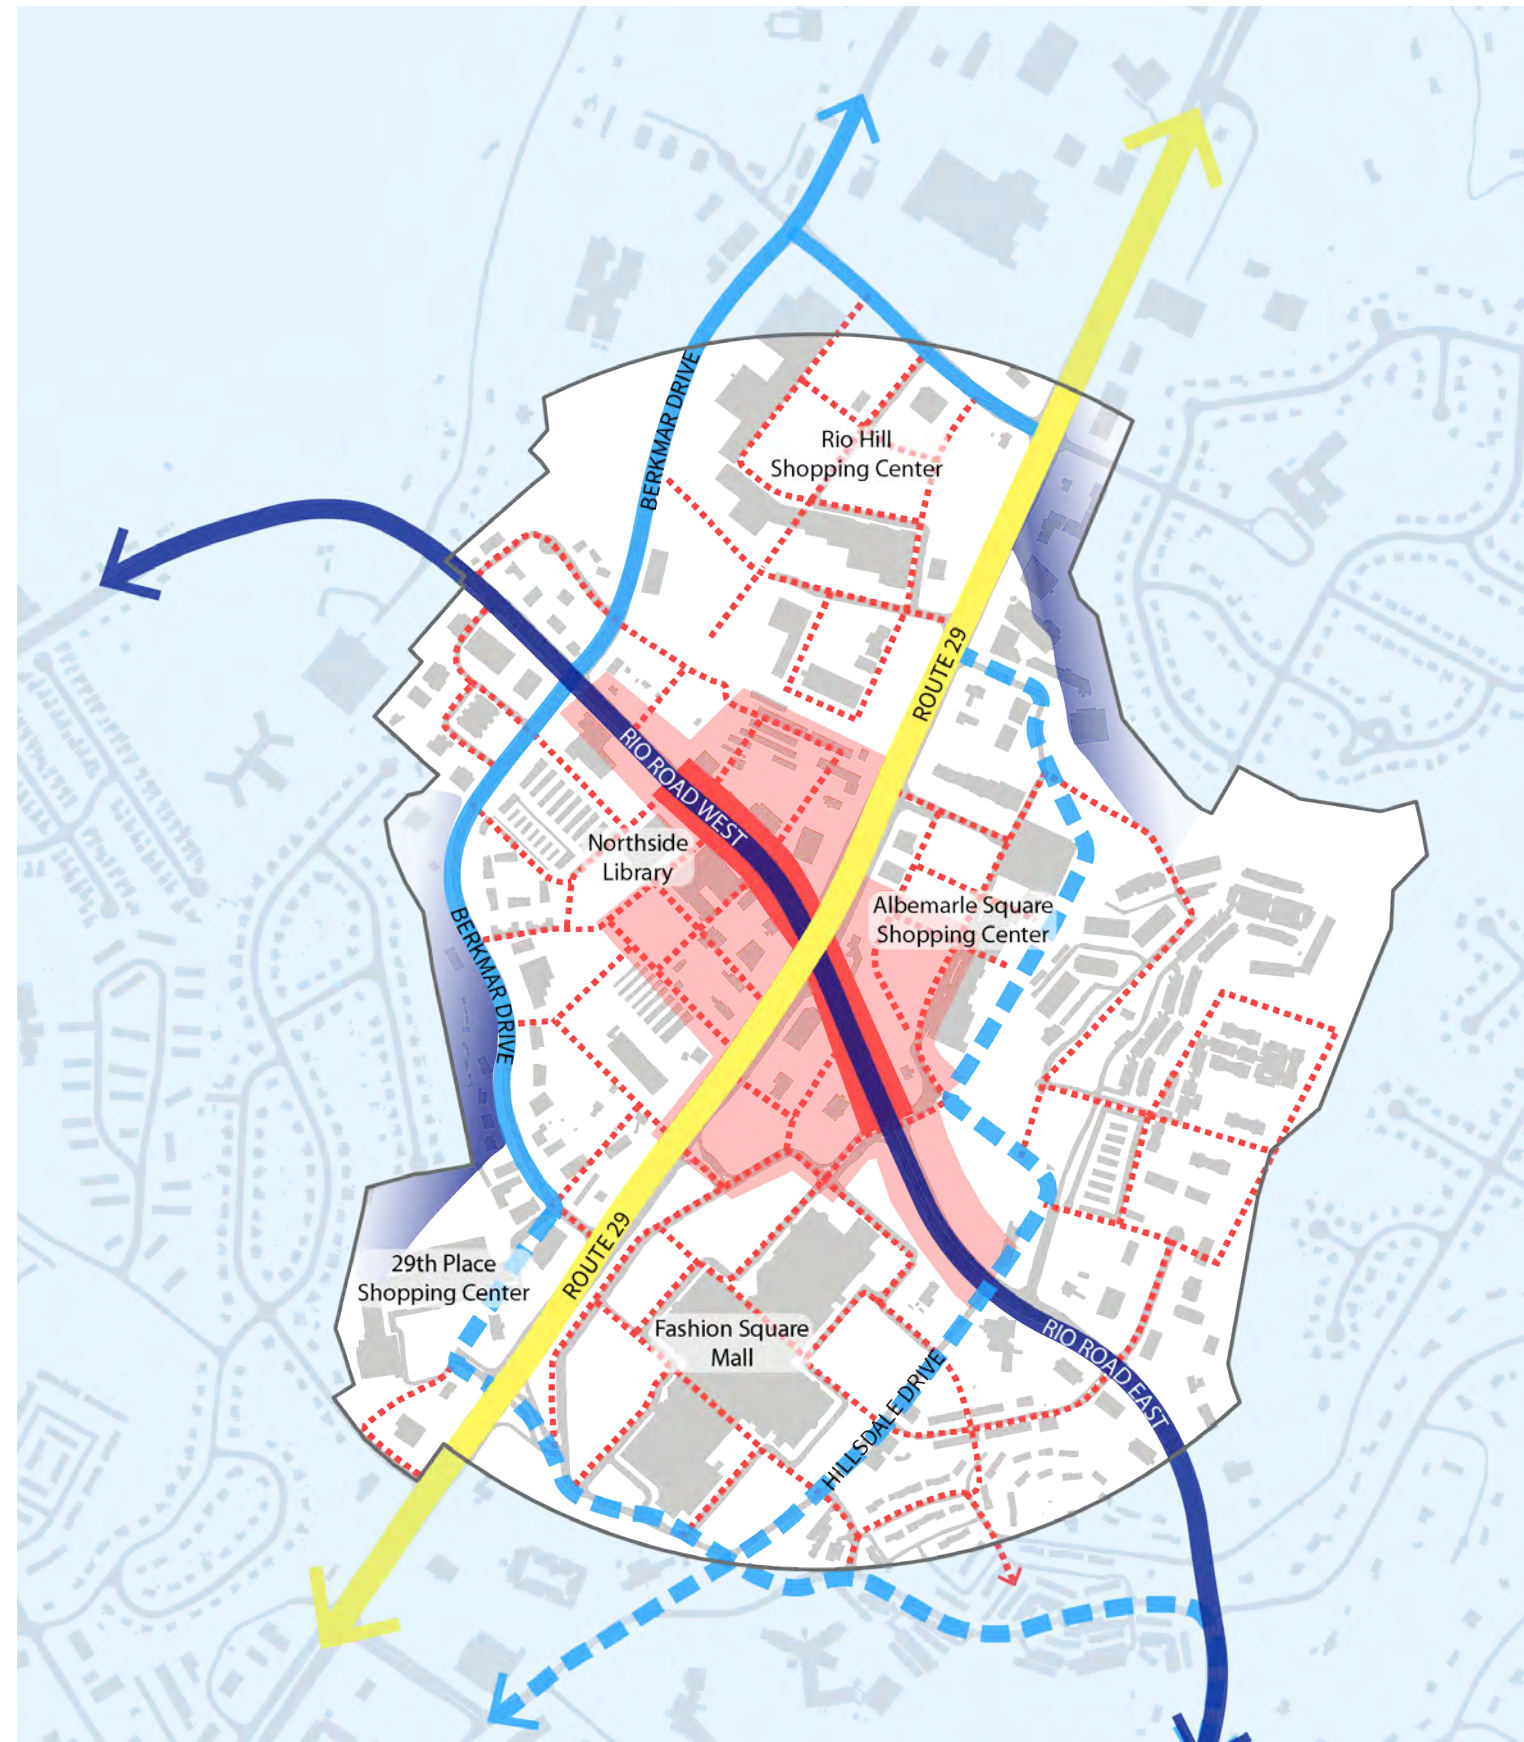 BERKMAR DRIVE
Rio Hill
Shopping Center
ROUTE 29
RIO ROAD WEST
Northside
Library
Albemarle Square
Shopping Center
BERKMAR DRIVE
ROUTE 29
29th Place
Shopping Center
Fashion Square
Mall
HILLSDALE DRIVE
RIO ROAD EAST